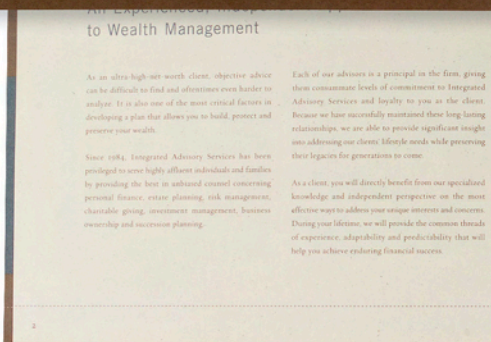 An Experienced,
to Wealth Management
As an ultra-high-net-worth client, objective advice
can be difficult to find and oftentimes even harder to
analyze. It is also one of the most critical factors in
developing a plan that allows you to build, protect and
preserve your wealth.
Since 1984, Integrated Advisory Services has been
privileged to serve highly affluent individuals and families
by providing the best in unbiased counsel concerning
personal finance, estate planning, risk management,
charitable giving, investment management, business
ownership and succession planning.
Each of our advisors is a principal in the firm, giving
them consummate levels of commitment to Integrated
Advisory Services and loyalty to you as the client.
Because we have successfully maintained these long-lasting
relationships, we are able to provide significant insight
into addressing our clients' lifestyle needs while preserving
their legacies for generations to come.
As a client, you will directly benefit from our specialized
knowledge and independent perspective on the most
effective ways to address your unique interests and concerns.
During your lifetime, we will provide the common threads
of experience, adaptability and predictability that will
help you achieve enduring financial success.
2